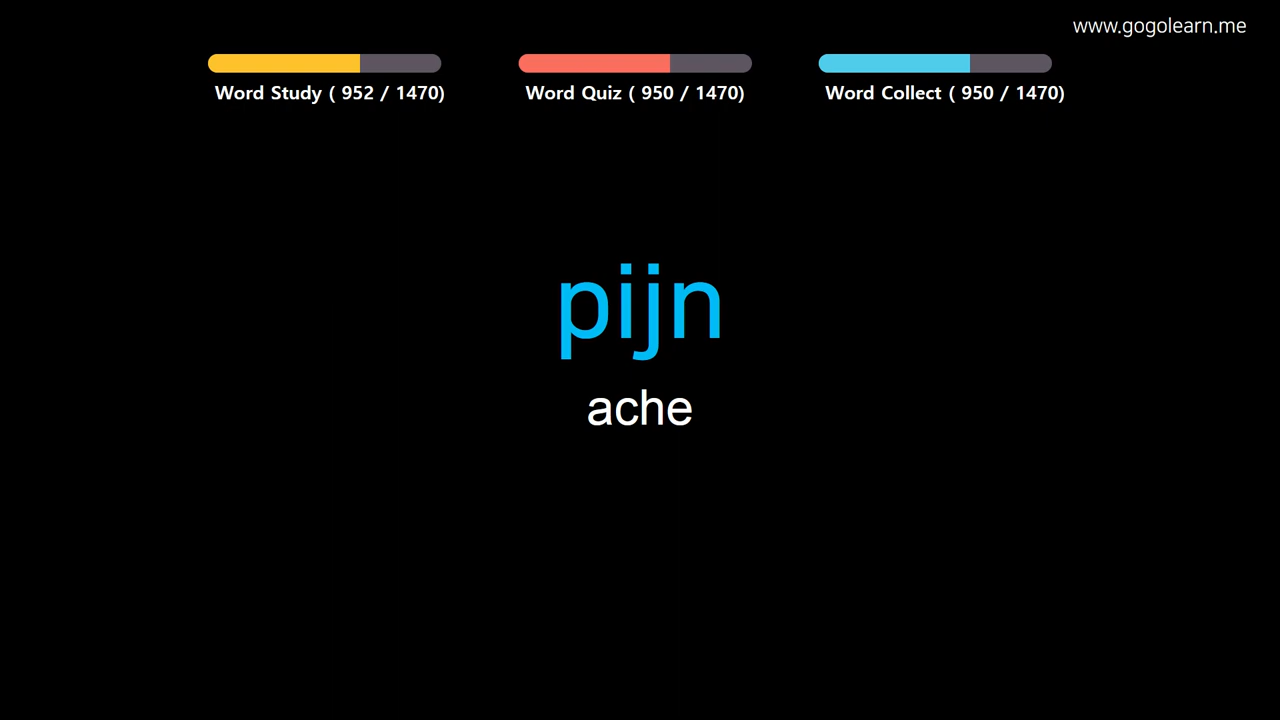 www.gogolearn.me
Word Study ( 952 / 1470)
Word Quiz ( 950 / 1470)
Word Collect ( 950 / 1470)
pijn
ache